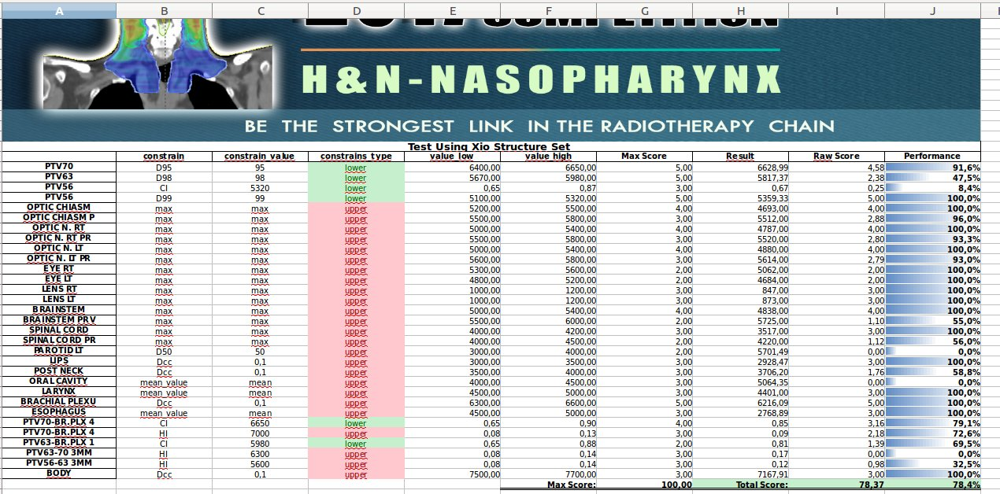 A B C D E F G H I J
H&N-NASOPHARYNX
BE THE STRONGEST LINK IN THE RADIOTHERAPY CHAIN
Test Using Xio Structure Set
constrain constrain_value constrains_type value_low value_high Max Score Result Raw Score Performance
PTV70 D95 95 lower 6400,00 6650,00 5,00 6628,99 4,58 91,6%
PTV63 D98 98 lower 5670,00 5980,00 5,00 5817,37 2,38 47,5%
PTV56 CI 5320 lower 0,65 0,87 3,00 0,67 0,25 8,4%
PTV56 D99 99 lower 5100,00 5320,00 5,00 5359,33 5,00 100,0%
OPTIC CHIASM max max upper 5200,00 5500,00 4,00 4693,00 4,00 100,0%
OPTIC CHIASM P max max upper 5500,00 5800,00 3,00 5512,00 2,88 96,0%
OPTIC N. RT max max upper 5000,00 5400,00 4,00 4787,00 4,00 100,0%
OPTIC N. RT PR max max upper 5500,00 5800,00 3,00 5520,00 2,80 93,3%
OPTIC N. LT max max upper 5000,00 5400,00 4,00 4880,00 4,00 100,0%
OPTIC N. LT PR max max upper 5600,00 5800,00 3,00 5614,00 2,79 93,0%
EYE RT max max upper 5300,00 5600,00 2,00 5062,00 2,00 100,0%
EYE LT max max upper 4800,00 5200,00 2,00 4684,00 2,00 100,0%
LENS RT max max upper 1000,00 1200,00 3,00 847,00 3,00 100,0%
LENS LT max max upper 1000,00 1200,00 3,00 873,00 3,00 100,0%
BRAINSTEM max max upper 5000,00 5400,00 4,00 4838,00 4,00 100,0%
BRAINSTEM PRV max max upper 5500,00 6000,00 2,00 5725,00 1,10 55,0%
SPINAL CORD max max upper 4000,00 4200,00 3,00 3517,00 3,00 100,0%
SPINAL CORD PR max max upper 4000,00 4500,00 2,00 4220,00 1,12 56,0%
PAROTID LT D50 50 upper 3000,00 4000,00 2,00 5701,49 0,00 0,0%
LIPS Dcc 0,1 upper 3000,00 3500,00 3,00 2928,47 3,00 100,0%
POST NECK Dcc 0,1 upper 3500,00 4000,00 3,00 3706,20 1,76 58,8%
ORAL CAVITY mean_value mean upper 4000,00 4500,00 3,00 5064,35 0,00 0,0%
LARYNX mean_value mean upper 4500,00 5000,00 3,00 4401,00 3,00 100,0%
BRACHIAL PLEXU Dcc 0,1 upper 6300,00 6600,00 5,00 6216,09 5,00 100,0%
ESOPHAGUS mean_value mean upper 4500,00 5000,00 3,00 2768,89 3,00 100,0%
PTV70-BR.PLX 4 CI 6650 lower 0,65 0,90 4,00 0,85 3,16 79,1%
PTV70-BR.PLX 4 HI 7000 upper 0,08 0,13 3,00 0,09 2,18 72,6%
PTV63-BR.PLX 1 CI 5980 lower 0,65 0,88 2,00 0,81 1,39 69,5%
PTV63-70 3MM HI 6300 upper 0,08 0,14 3,00 0,17 0,00 0,0%
PTV56-63 3MM HI 5600 upper 0,08 0,14 3,00 0,12 0,98 32,5%
BODY Dcc 0,1 upper 7500,00 7700,00 3,00 7167,91 3,00 100,0%
Max Score: 100,00 Total Score: 78,37 78,4%